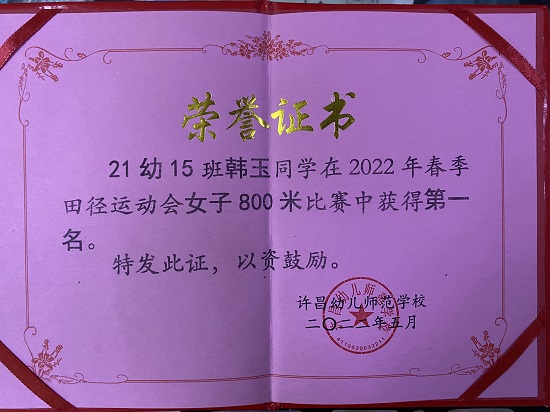 荣誉证书
21幼15班韩玉同学在2022年春季
田径运动会女子800米比赛中获得第一
名。
特发此证，以资鼓励。
许昌幼儿师范学校
二〇二二年五月